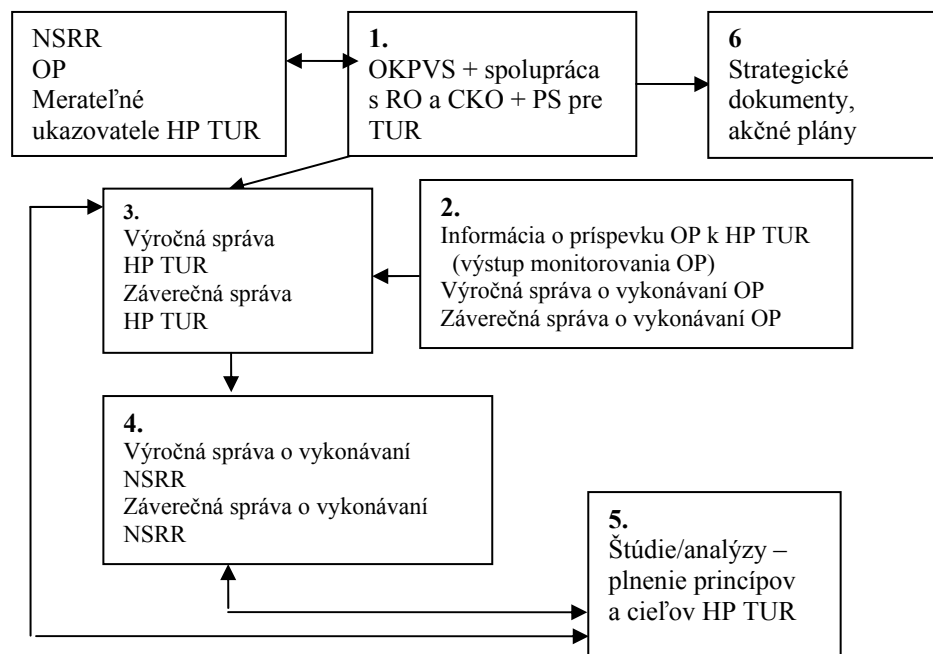 NSRR
OP
Merateľné
ukazovatele HP TUR
1.
OKPVS + spolupráca
s RO a CKO + PS pre
TUR
6
Strategické
dokumenty,
akčné plány
3.
Výročná správa
HP TUR
Záverečná správa
HP TUR
2.
Informácia o príspevku OP k HP TUR
(výstup monitorovania OP)
Výročná správa o vykonávaní OP
Záverečná správa o vykonávaní OP
4.
Výročná správa o vykonávaní
NSRR
Záverečná správa o vykonávaní
NSRR
5.
Štúdie/analýzy –
plnenie princípov
a cieľov HP TUR